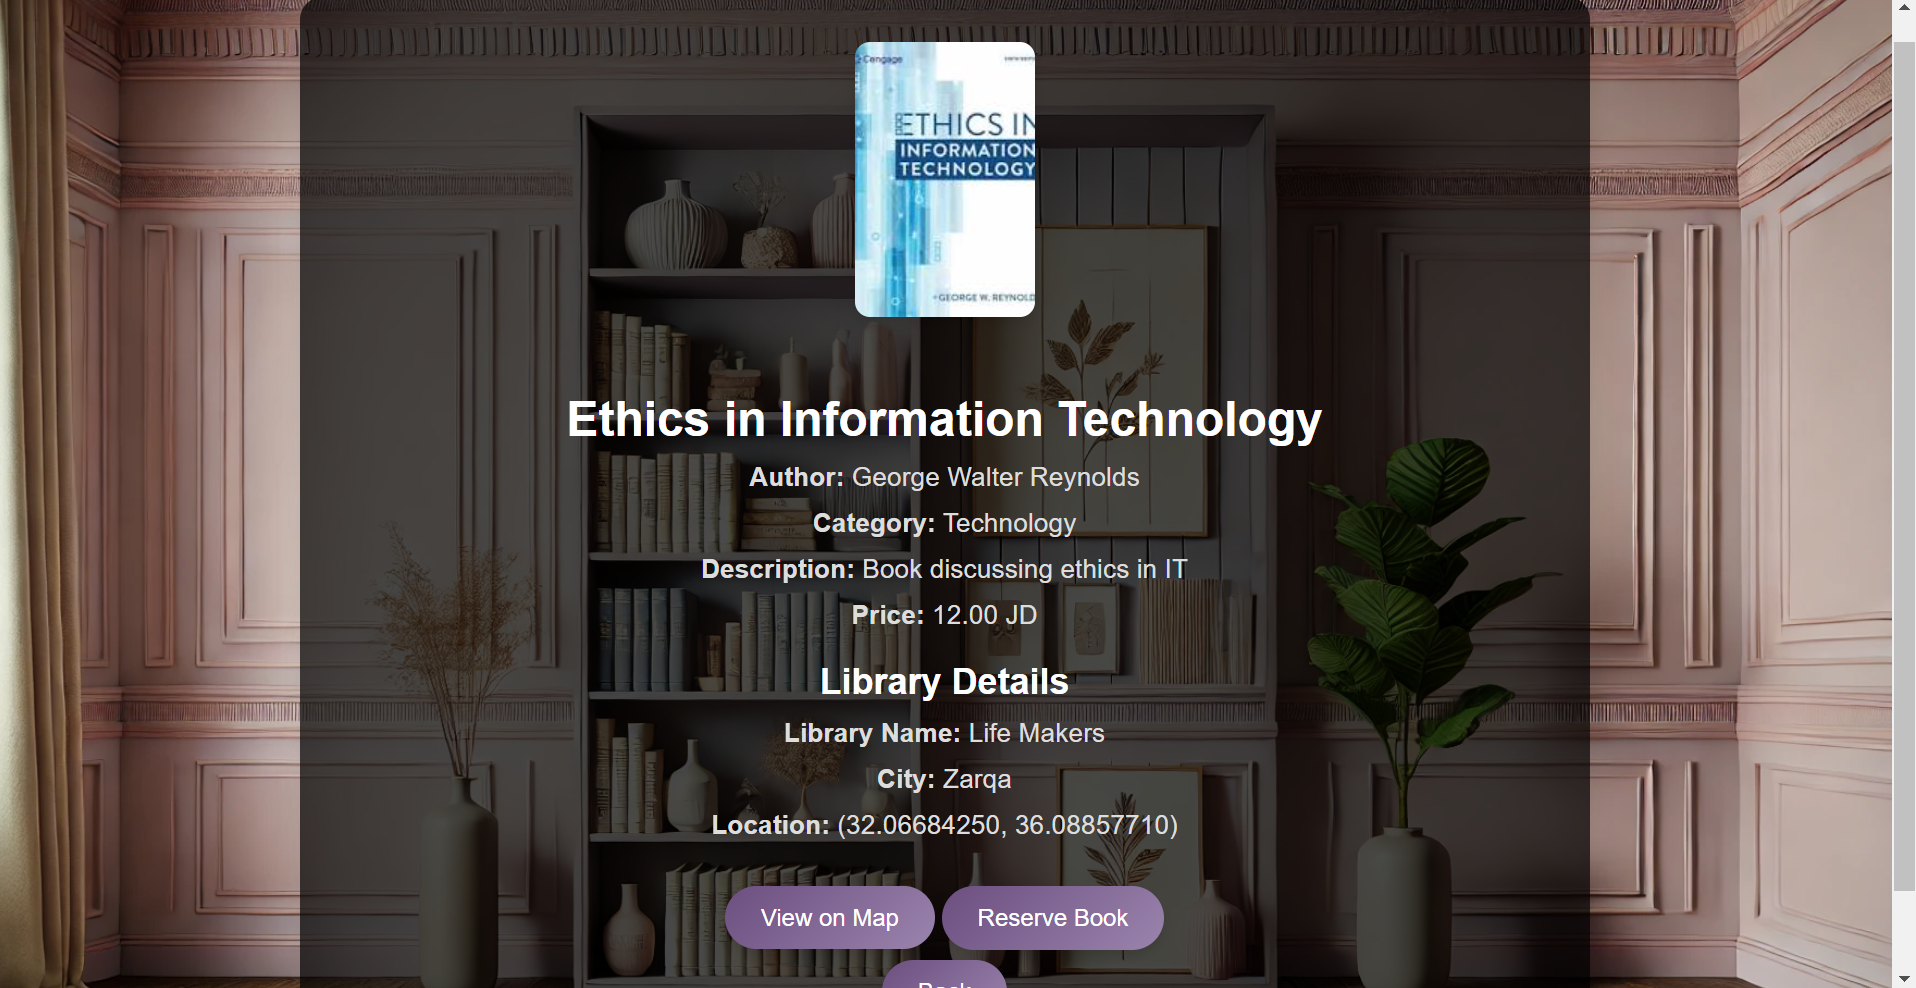 Cengage
ETHICS IN
INFORMATION
TECHNOLOGY
GEORGE W. REYNOLD
Ethics in Information Technology
Author: George Walter Reynolds
Category: Technology
Description: Book discussing ethics in IT
Price: 12.00 JD
Library Details
Library Name: Life Makers
City: Zarqa
Location: (32.06684250, 36.08857710)
View on Map
Reserve Book
Back